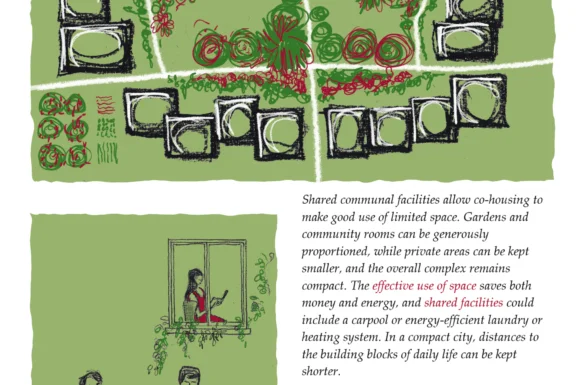 Shared communal facilities allow co-housing to
make good use of limited space. Gardens and
community rooms can be generously
proportioned, while private areas can be kept
smaller, and the overall complex remains
compact. The effective use of space saves both
money and energy, and shared facilities could
include a carpool or energy-efficient laundry or
heating system. In a compact city, distances to
the building blocks of daily life can be kept
shorter.